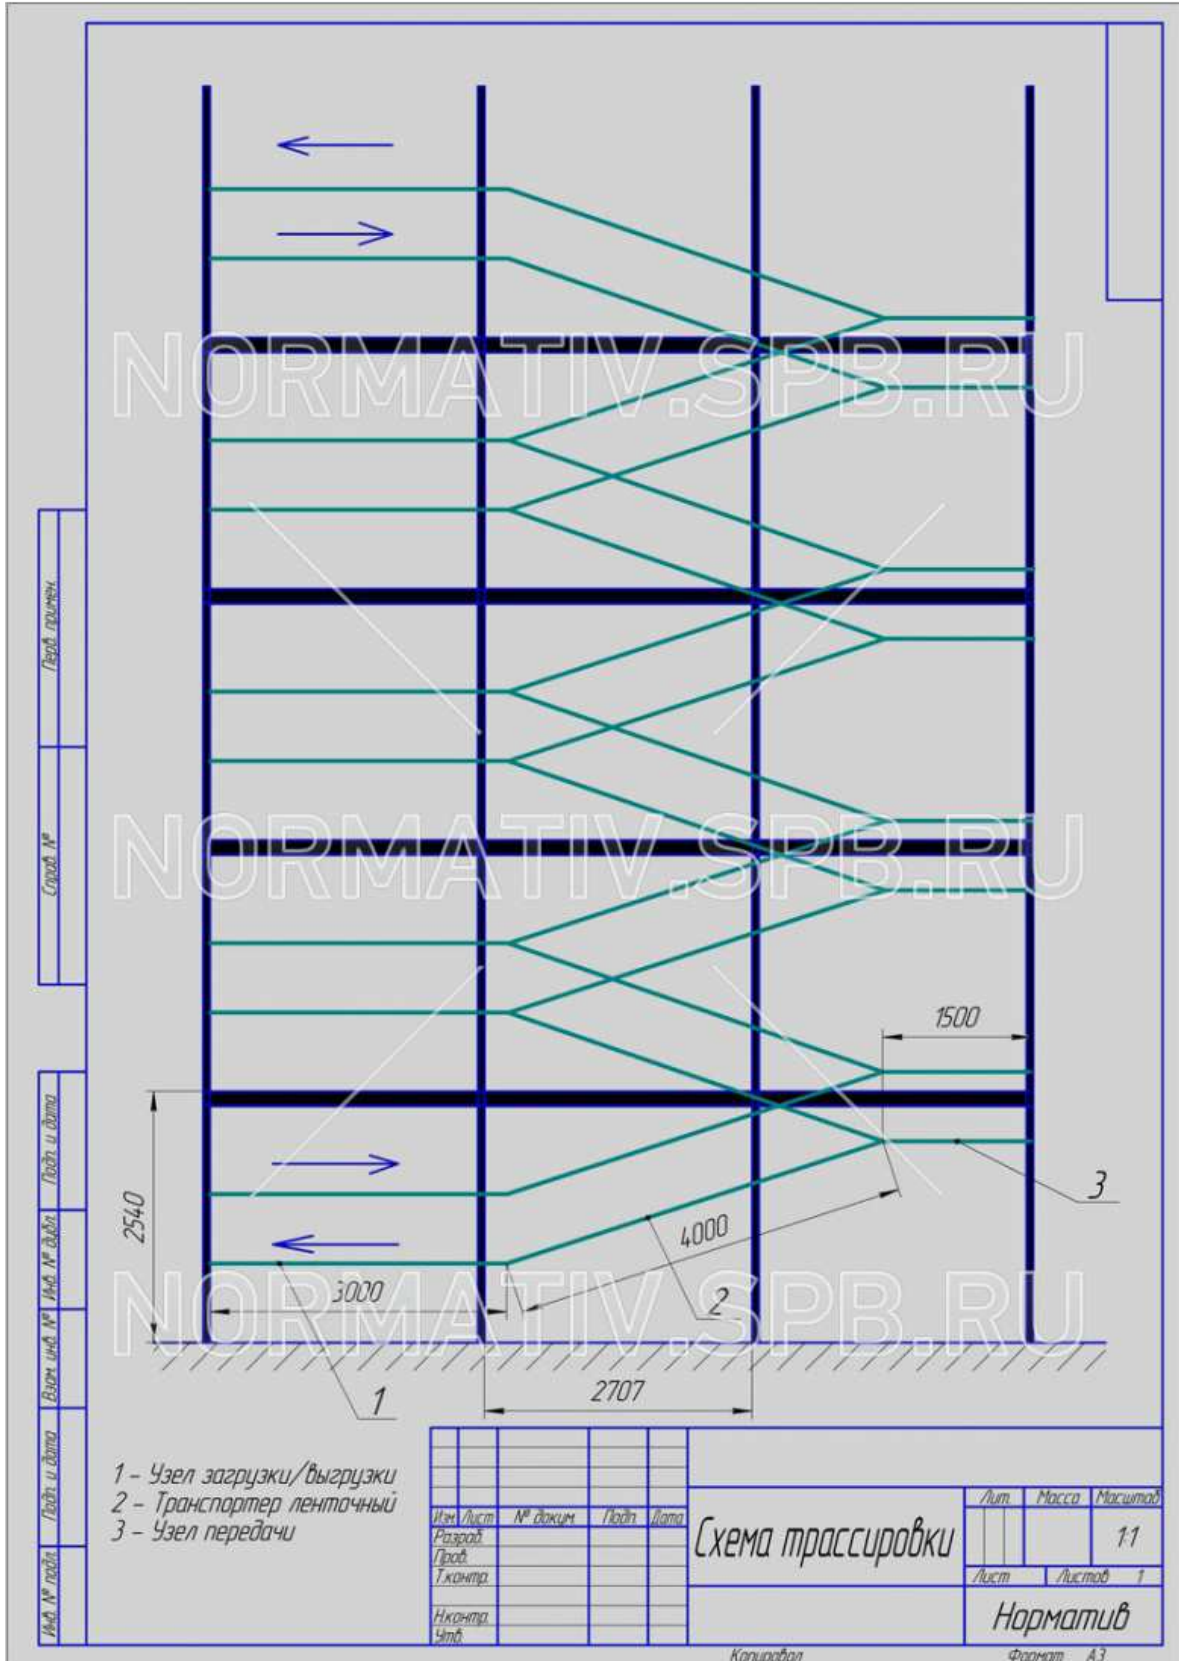 NORMATIV.SPB.RU
Перв. примен.
Справ. №
NORMATIV.SPB.RU
1500
Подп. и дата
3
2540
4000
Инв. № дубл.
3000
2
NORMATIV.SPB.RU
Взам. инв. №
2707
1
Подп. и дата
1 - Узел загрузки/выгрузки
2 - Транспортер ленточный
3 - Узел передачи
Инв. № подл.
Изм. Лист № докум. Подп. Дата
Разраб.
Пров.
Т.контр.
Н.контр.
Утв.
Схема трассировки
Лит. Масса Масштаб
1:1
Лист Листов 1
Норматив
Копировал Формат А3